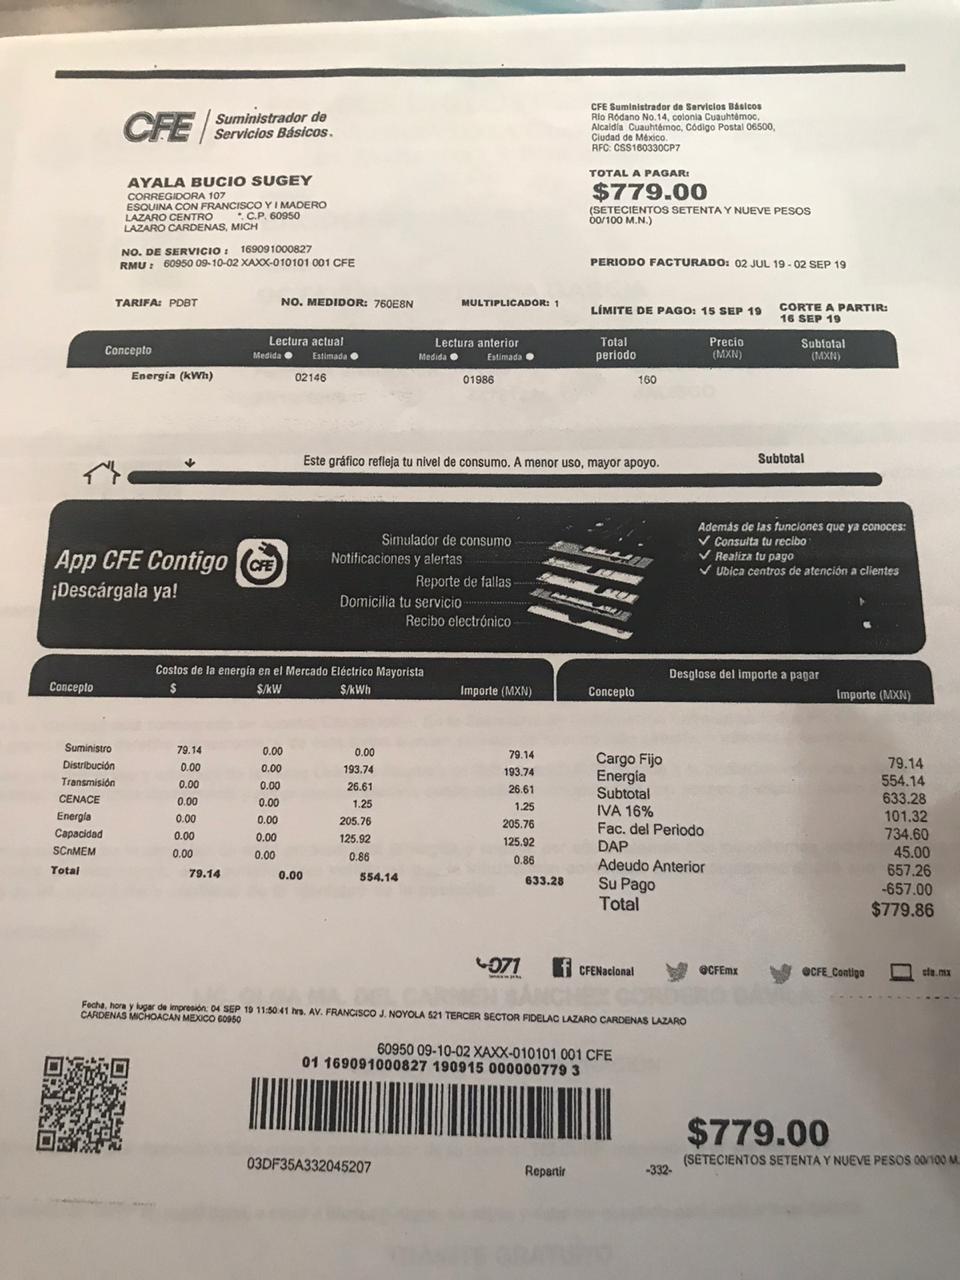 CFE Suministrador de
Servicios Básicos.
CFE Suministrador de Servicios Básicos
Río Ródano No.14, colonia Cuauhtémoc,
Alcaldía Cuauhtémoc, Código Postal 06500,
Ciudad de México.
RFC: CSS160330CP7
AYALA BUCIO SUGEY
CORREGIDORA 107
ESQUINA CON FRANCISCO Y I MADERO
LAZARO CENTRO *. C.P. 60950
LAZARO CARDENAS, MICH
TOTAL A PAGAR:
$779.00
(SETECIENTOS SETENTA Y NUEVE PESOS
00/100 M.N.)
NO. DE SERVICIO : 169091000827
RMU : 60950 09-10-02 XAXX-010101 001 CFE
PERIODO FACTURADO: 02 JUL 19 - 02 SEP 19
TARIFA: PDBT NO. MEDIDOR: 760E8N MULTIPLICADOR: 1 LÍMITE DE PAGO: 15 SEP 19 CORTE A PARTIR:
16 SEP 19
Concepto Lectura actual Lectura anterior Total periodo Precio (MXN) Subtotal (MXN)
Medida Estimada Medida Estimada
Energía (kWh) 02146 01986 160
Este gráfico refleja tu nivel de consumo. A menor uso, mayor apoyo. Subtotal
App CFE Contigo
¡Descárgala ya!
CFE
Simulador de consumo
Notificaciones y alertas
Reporte de fallas
Domicilia tu servicio
Recibo electrónico
Además de las funciones que ya conoces:
✓ Consulta tu recibo
✓ Realiza tu pago
✓ Ubica centros de atención a clientes
Costos de la energía en el Mercado Eléctrico Mayorista
Concepto $ $/kW $/kWh Importe (MXN)
Suministro 79.14 0.00 0.00 79.14
Distribución 0.00 0.00 193.74 193.74
Transmisión 0.00 0.00 26.61 26.61
CENACE 0.00 0.00 1.25 1.25
Energía 0.00 0.00 205.76 205.76
Capacidad 0.00 0.00 125.92 125.92
SCnMEM 0.00 0.00 0.86 0.86
Total 79.14 0.00 554.14 633.28
Desglose del importe a pagar
Concepto Importe (MXN)
Cargo Fijo 79.14
Energía 554.14
Subtotal 633.28
IVA 16% 101.32
Fac. del Periodo 734.60
DAP 45.00
Adeudo Anterior 657.26
Su Pago -657.00
Total $779.86
071 CFENacional @CFEmx @CFE_Contigo cfe.mx
Fecha, hora y lugar de impresión: 04 SEP 19 11:50:41 hrs. AV. FRANCISCO J. NOYOLA 521 TERCER SECTOR FIDELAC LAZARO CARDENAS LAZARO
CARDENAS MICHOACAN MEXICO 60950
60950 09-10-02 XAXX-010101 001 CFE
01 169091000827 190915 000000779 3
03DF35A332045207
Repartir -332-
$779.00
(SETECIENTOS SETENTA Y NUEVE PESOS 00/100 M.